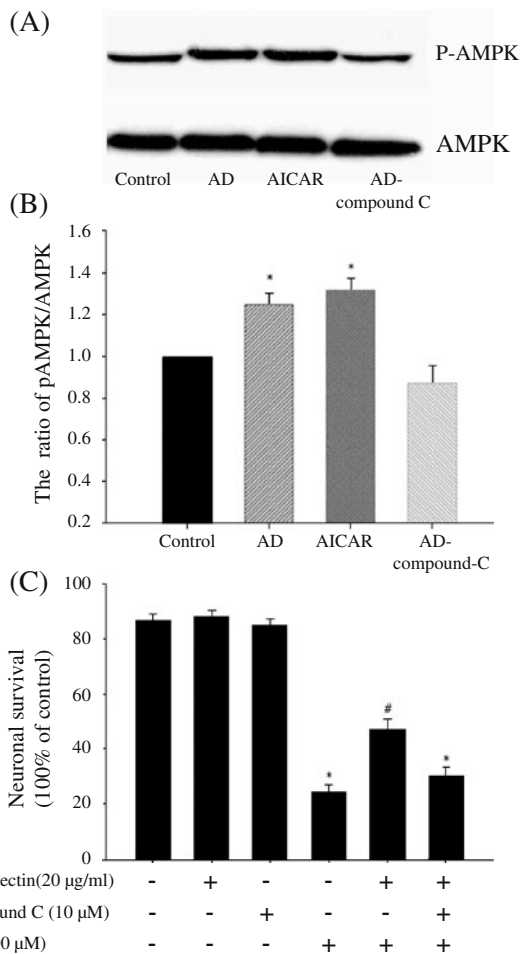 (A)
P-AMPK
AMPK
Control AD AICAR AD-
compound C
(B)
The ratio of pAMPK/AMPK
1.6
1.4
1.2
1.0
0.8
0.6
0.4
0.2
* *
Control AD AICAR AD-
compound-C
(C)
Neuronal survival
(100% of control)
100
80
60
40
20
0
* # *
ectin(20 µg/ml) - + - - + +
und C (10 µM) - - + - - +
0 µM) - - - + + +